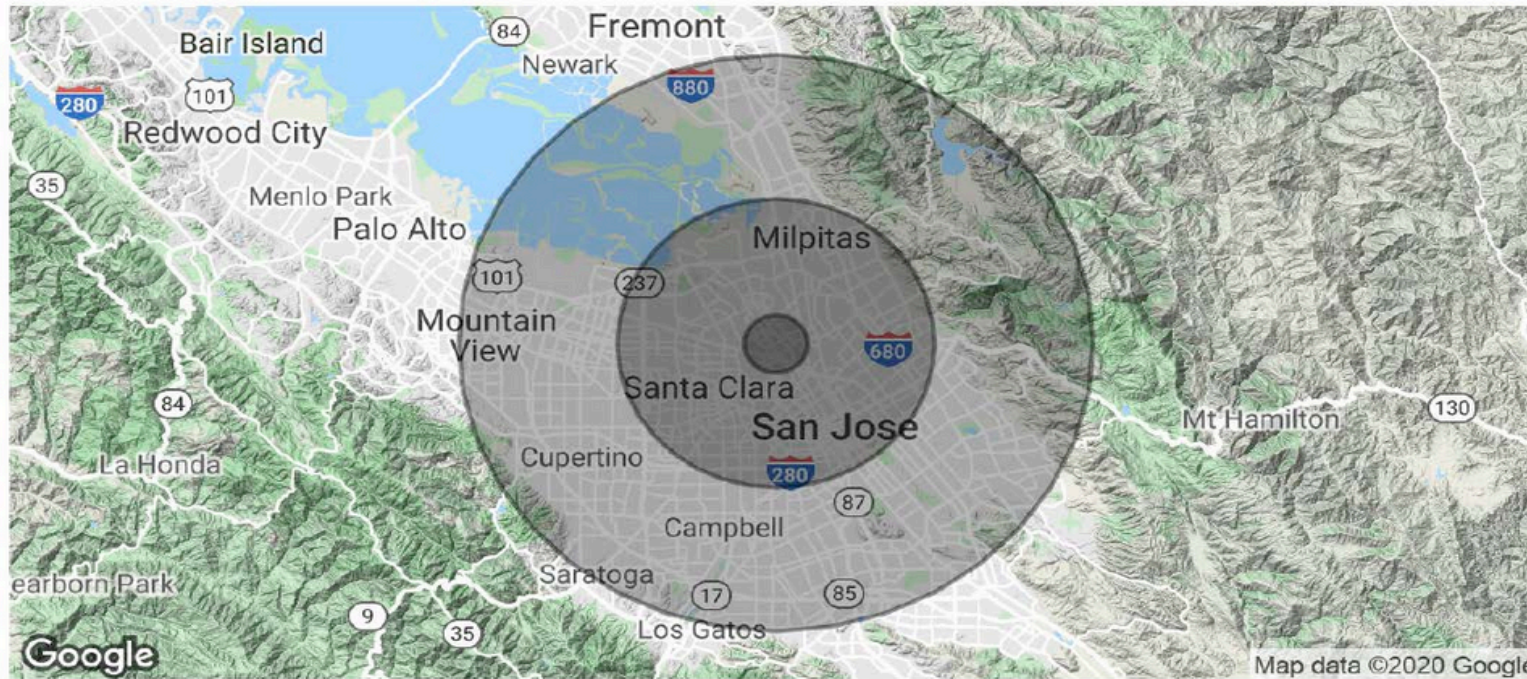 Fremont
84
Bair Island
Newark
880
101
280
Redwood City
35
Menlo Park
Palo Alto
Milpitas
101
237
Mountain
View
680
Santa Clara
84
130
Mt Hamilton
San Jose
La Honda
Cupertino
280
87
Campbell
Saratoga
earborn Park
17
85
9
35
Los Gatos
Google
Map data ©2020 Google